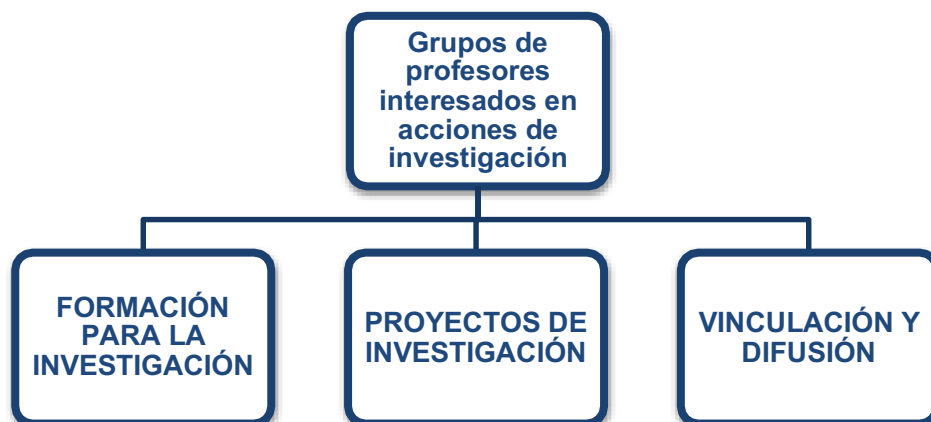 Grupos de
profesores
interesados en
acciones de
investigación
FORMACIÓN
PARA LA
INVESTIGACIÓN
PROYECTOS DE
INVESTIGACIÓN
VINCULACIÓN Y
DIFUSIÓN